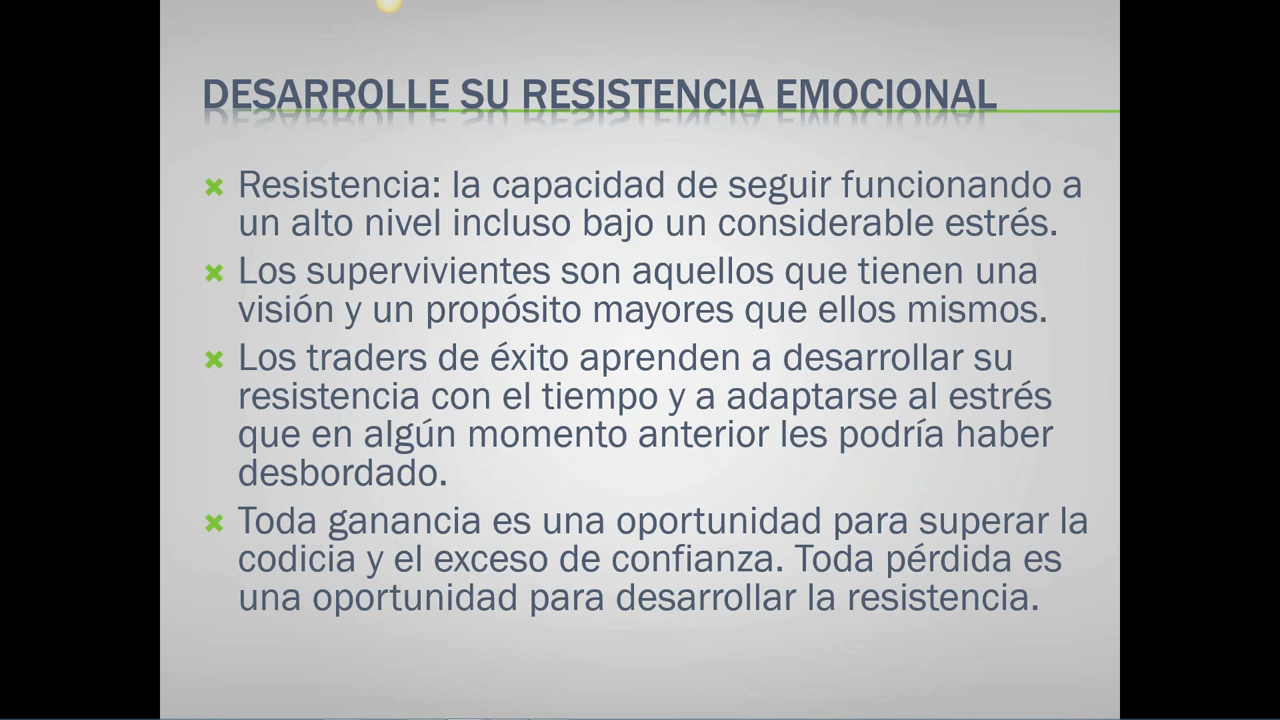 DESARROLLE SU RESISTENCIA EMOCIONAL
Resistencia: la capacidad de seguir funcionando a
un alto nivel incluso bajo un considerable estrés.
Los supervivientes son aquellos que tienen una
visión y un propósito mayores que ellos mismos.
Los traders de éxito aprenden a desarrollar su
resistencia con el tiempo y a adaptarse al estrés
que en algún momento anterior les podría haber
desbordado.
Toda ganancia es una oportunidad para superar la
codicia y el exceso de confianza. Toda pérdida es
una oportunidad para desarrollar la resistencia.